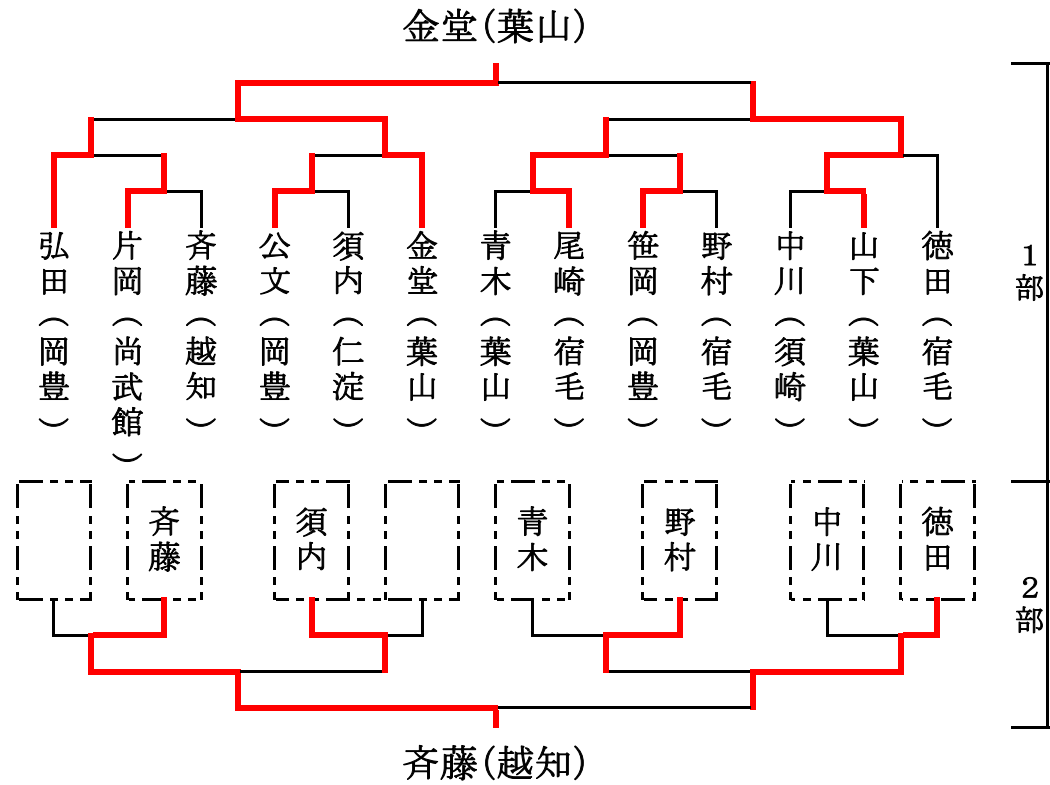 金堂(葉山)
弘田(岡豊)
片岡(尚武館)
斉藤(越知)
公文(岡豊)
須内(仁淀)
金堂(葉山)
青木(葉山)
尾崎(宿毛)
笹岡(岡豊)
野村(宿毛)
中川(須崎)
山下(葉山)
徳田(宿毛)
1部
斉藤
須内
青木
野村
中川
徳田
2部
斉藤(越知)